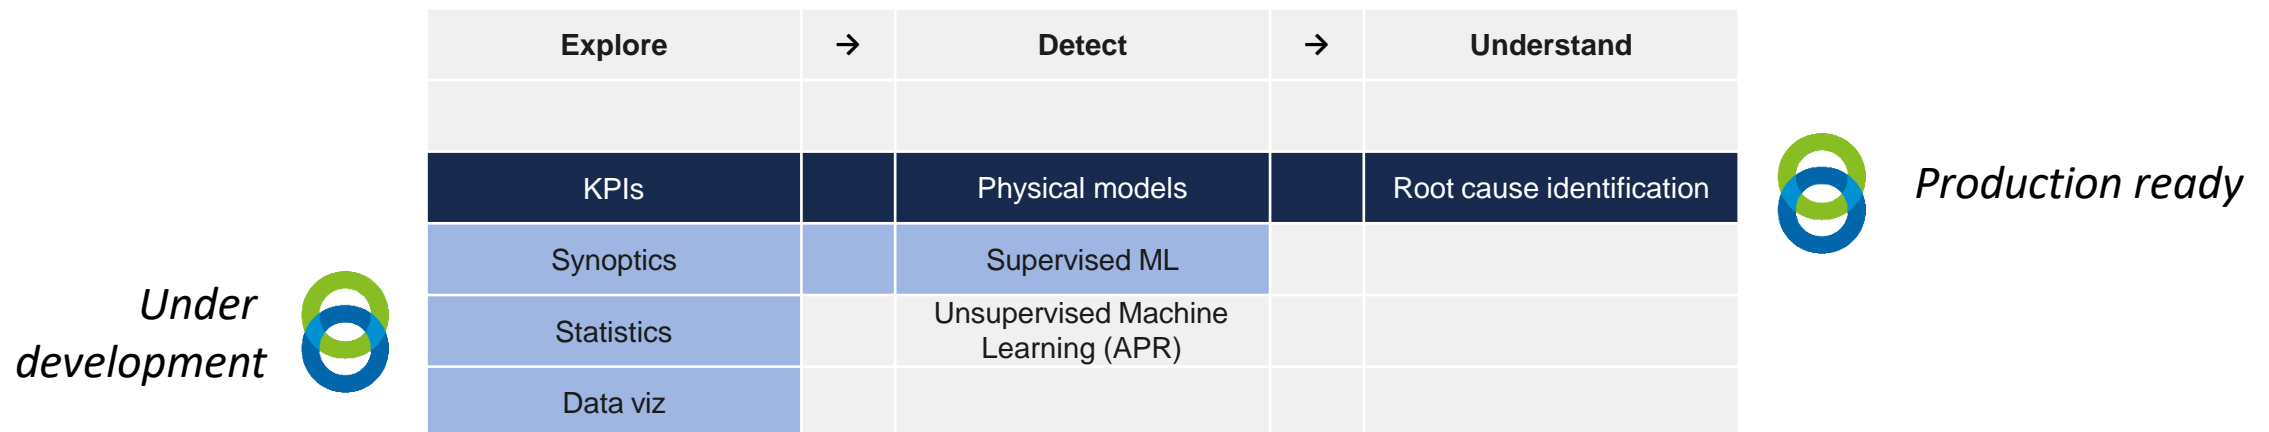 Explore → Detect → Understand
KPIs Physical models Root cause identification
Production ready
Synoptics Supervised ML
Under
development
Statistics
Unsupervised Machine
Learning (APR)
Data viz